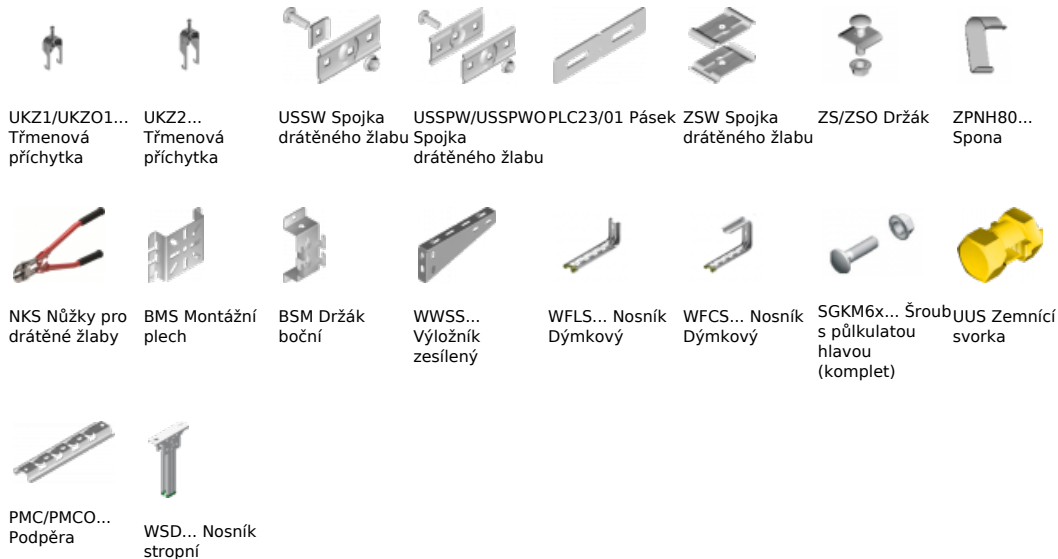 UKZ1/UKZO1...
Třmenová
příchytka
UKZ2...
Třmenová
příchytka
USSW Spojka
drátěného žlabu
USSPW/USSPWO
Spojka
drátěného žlabu
PLC23/01 Pásek
ZSW Spojka
drátěného žlabu
ZS/ZSO Držák
ZPNH80...
Spona
NKS Nůžky pro
drátěné žlaby
BMS Montážní
plech
BSM Držák
boční
WWSS...
Výložník
zesílený
WFLS... Nosník
Dýmkový
WFCS... Nosník
Dýmkový
SGKM6x... Šroub
s půlkulatou
hlavou
(komplet)
UUS Zemnící
svorka
PMC/PMCO...
Podpěra
WSD... Nosník
stropní